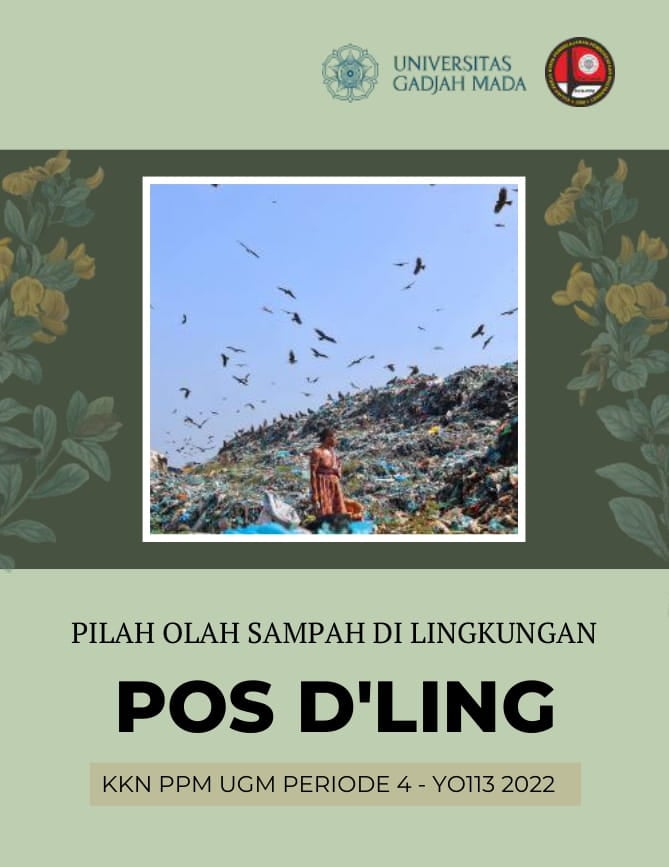 UNIVERSITAS
GADJAH MADA
PILAH OLAH SAMPAH DI LINGKUNGAN
POS D'LING
KKN PPM UGM PERIODE 4 - YO113 2022